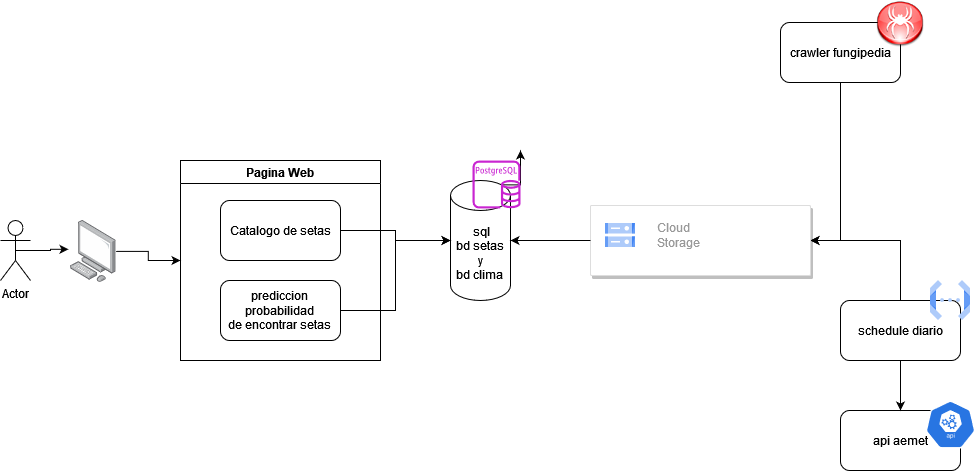 crawler fungipedia
PostgreSQL
Pagina Web
Catalogo de setas
sql
bd setas
y
bd clima
Cloud
Storage
Actor
prediccion
probabilidad
de encontrar setas
schedule diario
api aemet
api